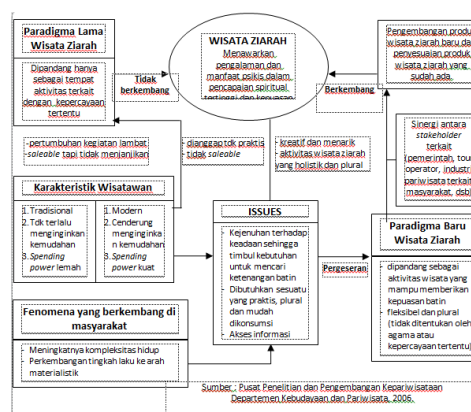 Paradigma Lama
Wisata Ziarah
Dipandang hanya
sebagai tempat
aktivitas terkait
dengan kepercayaan
tertentu
Tidak
berkembang
WISATA ZIARAH
Menawarkan
pengalaman dan
manfaat psikis dalam
pencapaian spiritual
tertinggi dan kepuasan
Berkembang
Pengembangan produk
wisata ziarah baru dan
penyesuaian produk
wisata ziarah yang
sudah ada.
-pertumbuhan kegiatan lambat
-saleable tapi tidak menjanjikan
- dianggap tdk praktis
- tidak saleable
- kreatif dan menarik
- aktivitas wisata ziarah
yang holistik dan plural
Sinergi antara
stakeholder
terkait
(pemerintah, tour
operator, industri
pariwisata terkait
masyarakat, dsb)
Karakteristik Wisatawan
1.Tradisional
2.Tdk terlalu
menginginkan
kemudahan
3.Spending
power lemah
1.Modern
2.Cenderung
menginginka
n kemudahan
3.Spending
power kuat
ISSUES
- Kejenuhan terhadap
keadaan sehingga
timbul kebutuhan
untuk mencari
ketenangan batin
- Dibutuhkan sesuatu
yang praktis, plural
dan mudah
dikonsumsi
- Akses informasi
Pergeseran
Paradigma Baru
Wisata Ziarah
- dipandang sebagai
aktivitas wisata yang
mampu memberikan
kepuasan batin
- fleksibel dan plural
(tidak ditentukan oleh
agama atau
kepercayaan tertentu)
Fenomena yang berkembang di
masyarakat
- Meningkatnya kompleksitas hidup
- Perkembangan tingkah laku ke arah
materialistik
Sumber : Pusat Penelitian dan Pengembangan Kepariwisataan
Departemen Kebudayaan dan Pariwisata, 2006.